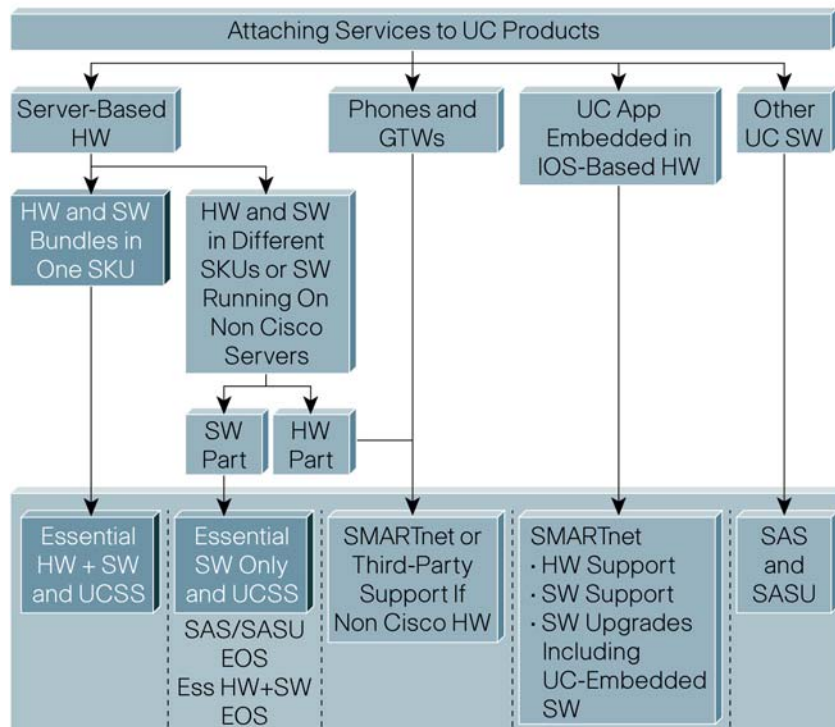 Attaching Services to UC Products
Server-Based
HW
Phones and
GTWs
UC App
Embedded in
IOS-Based HW
Other
UC SW
HW and SW
Bundles in
One SKU
HW and SW
in Different
SKUs or SW
Running On
Non Cisco
Servers
SW
Part
HW
Part
Essential
HW + SW
and UCSS
Essential
SW Only
and UCSS
SAS/SASU
EOS
Ess HW+SW
EOS
SMARTnet or
Third-Party
Support If
Non Cisco HW
SMARTnet
· HW Support
· SW Support
· SW Upgrades
Including
UC-Embedded
SW
SAS
and
SASU